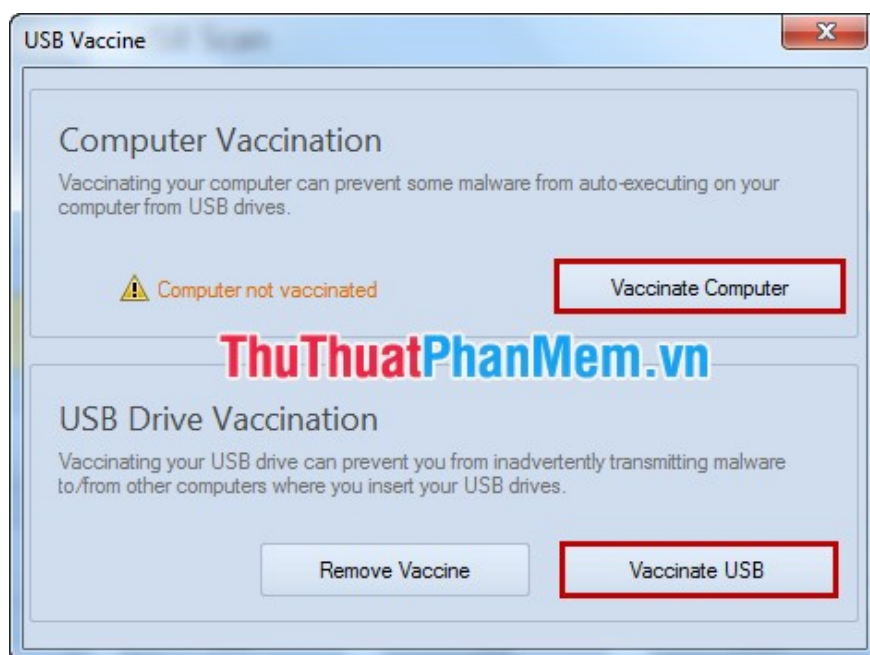 USB Vaccine
Computer Vaccination
Vaccinating your computer can prevent some malware from auto-executing on your
computer from USB drives.
Computer not vaccinated
Vaccinate Computer
ThuThuatPhanMem.vn
USB Drive Vaccination
Vaccinating your USB drive can prevent you from inadvertently transmitting malware
to/from other computers where you insert your USB drives.
Remove Vaccine
Vaccinate USB